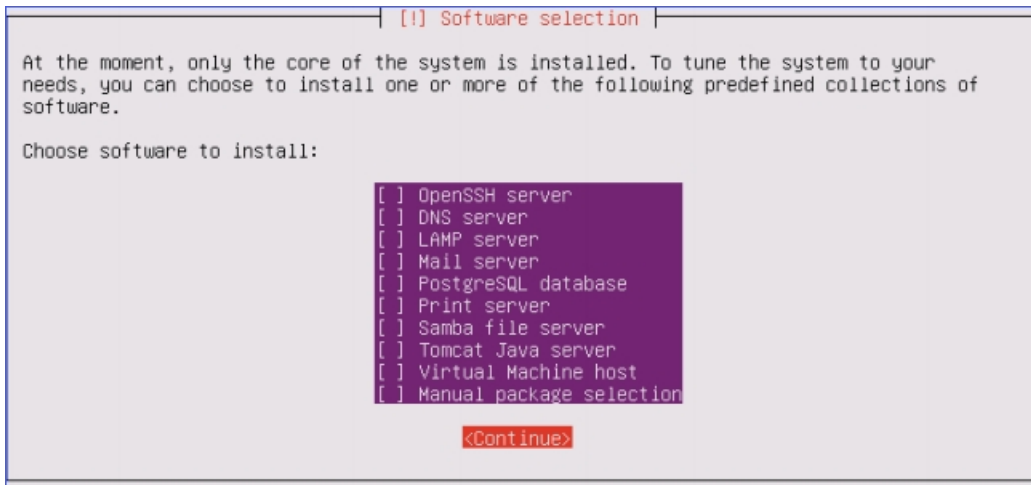 [!] Software selection
At the moment, only the core of the system is installed. To tune the system to your
needs, you can choose to install one or more of the following predefined collections of
software.
Choose software to install:
[ ] OpenSSH server
[ ] DNS server
[ ] LAMP server
[ ] Mail server
[ ] PostgreSQL database
[ ] Print server
[ ] Samba file server
[ ] Tomcat Java server
[ ] Virtual Machine host
[ ] Manual package selection
<Continue>